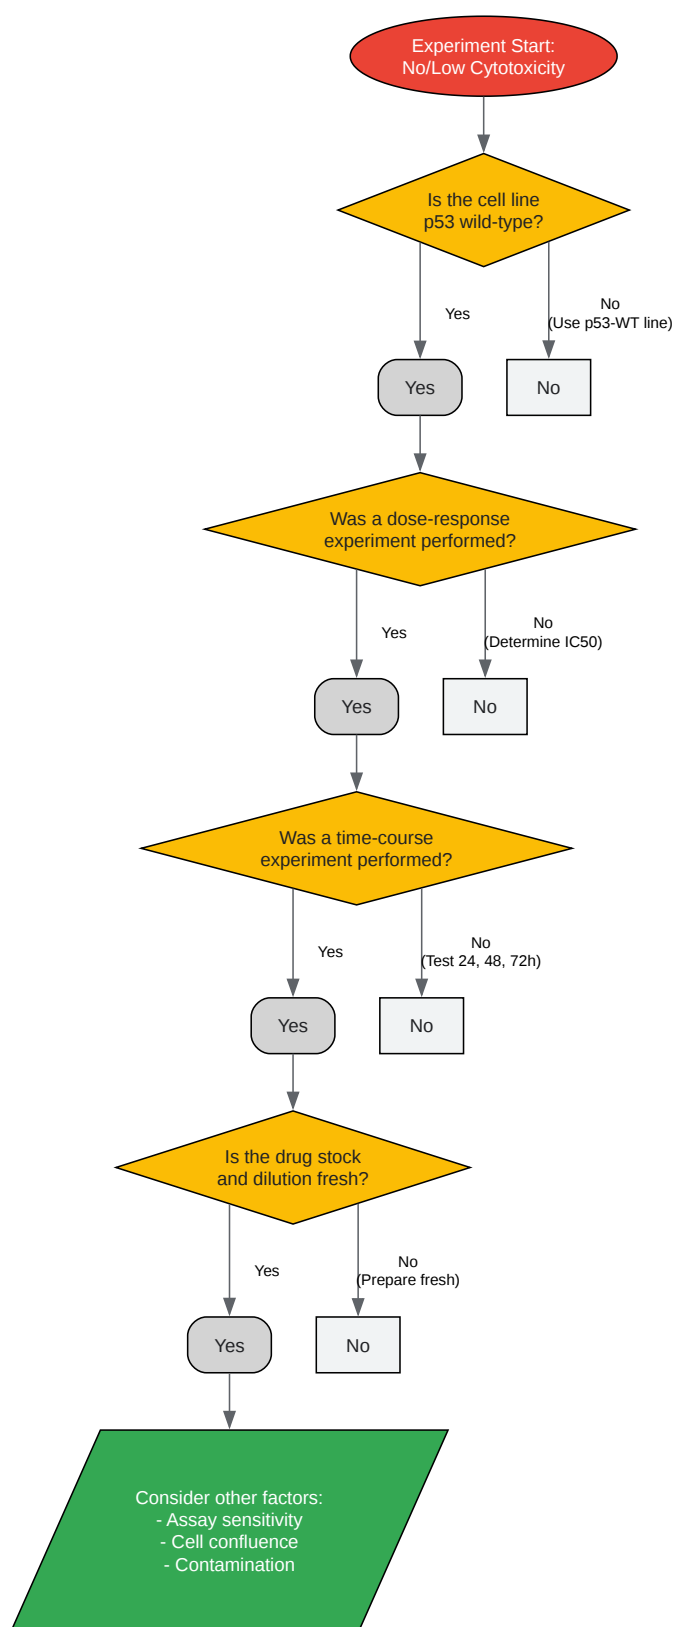 Experiment Start:
No/Low Cytotoxicity
Is the cell line
p53 wild-type?
Yes
No
(Use p53-WT line)
Yes
No
Was a dose-response
experiment performed?
Yes
No
(Determine IC50)
Yes
No
Was a time-course
experiment performed?
Yes
No
(Test 24, 48, 72h)
Yes
No
Is the drug stock
and dilution fresh?
Yes
No
(Prepare fresh)
Yes
No
Consider other factors:
- Assay sensitivity
- Cell confluence
- Contamination